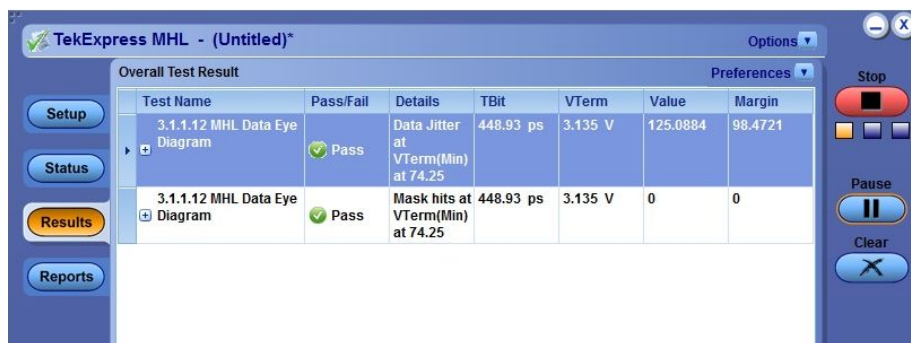 TekExpress MHL - (Untitled)*
Options
Overall Test Result
Preferences
Stop
Setup
Status
Results
Reports
Test Name Pass/Fail Details TBit VTerm Value Margin
3.1.1.12 MHL Data Eye Diagram Pass Data Jitter at VTerm(Min) at 74.25 448.93 ps 3.135 V 125.0884 98.4721
3.1.1.12 MHL Data Eye Diagram Pass Mask hits at VTerm(Min) at 74.25 448.93 ps 3.135 V 0 0
Pause
Clear